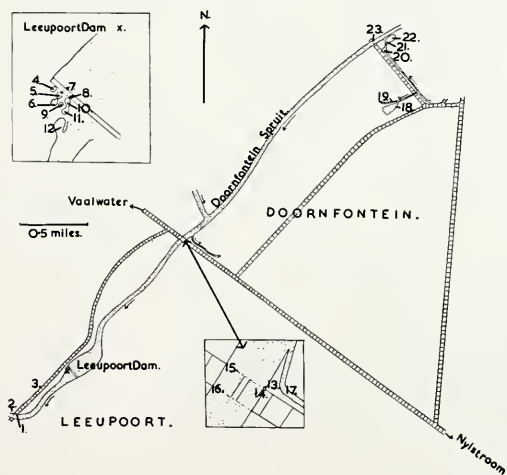 LeeupoortDam x.
4.
7
5.
8.
6.
9.
10.
11.
12.
N.
23.
22.
21.
20.
19.
18.
Doornfontein Spruit.
Vaalwater
DOORNFONTEIN.
0·5 miles.
15.
16.
14.
13.
17.
LeeupoortDam.
x
3.
2.
1.
LEEUPOORT.
Nylstroom